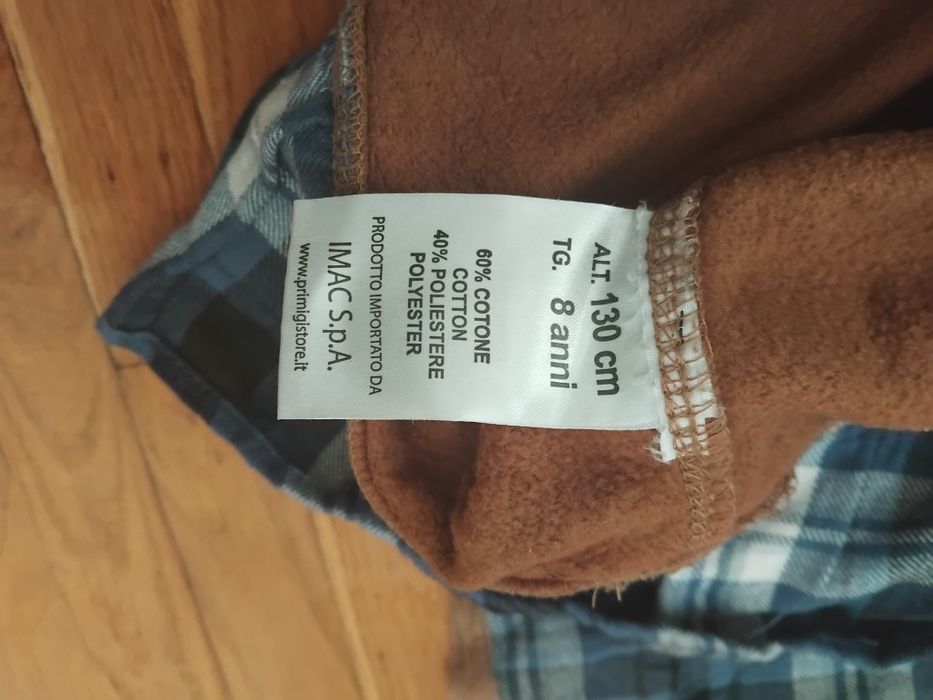 ALT. 130 cm
TG. 8 anni
60% COTONE
COTTON
40% POLIESTERE
POLYESTER
PRODOTTO IMPORTATO DA
IMAC S.p.A.
www.primigistore.it